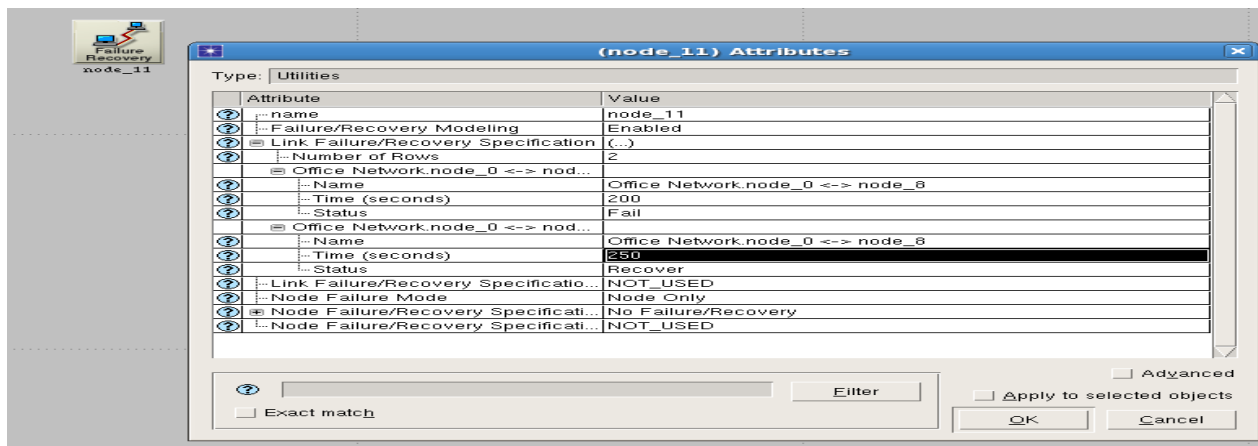 Failure
Recovery
node_11
(node_11) Attributes
Type: Utilities
Attribute Value
name node_11
Failure/Recovery Modeling Enabled
Link Failure/Recovery Specification (...)
Number of Rows 2
Office Network.node_0 <-> nod...
Name Office Network.node_0 <-> node_8
Time (seconds) 200
Status Fail
Office Network.node_0 <-> nod...
Name Office Network.node_0 <-> node_8
Time (seconds) 250
Status Recover
Link Failure/Recovery Specificatio... NOT_USED
Node Failure Mode Node Only
Node Failure/Recovery Specificati... No Failure/Recovery
Node Failure/Recovery Specificati... NOT_USED
Advanced
Filter
Apply to selected objects
Exact match
OK Cancel